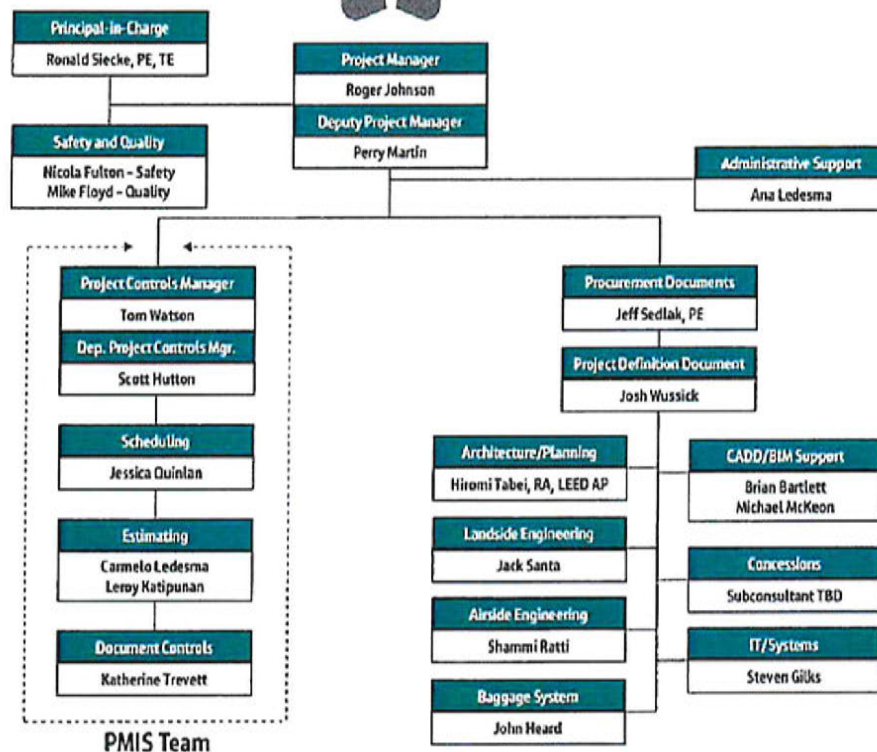 Principal-in-Charge
Ronald Siecke, PE, TE
Project Manager
Roger Johnson
Deputy Project Manager
Perry Martin
Safety and Quality
Nicola Fulton – Safety
Mike Floyd – Quality
Administrative Support
Ana Ledesma
Project Controls Manager
Tom Watson
Dep. Project Controls Mgr.
Scott Hutton
Scheduling
Jessica Quinlan
Estimating
Carmelo Ledesma
Leroy Katipunan
Document Controls
Katherine Trevett
PMIS Team
Procurement Documents
Jeff Sedlak, PE
Project Definition Document
Josh Wussick
Architecture/Planning
Hiromi Tabei, RA, LEED AP
Landside Engineering
Jack Santa
Airside Engineering
Shammi Ratti
Baggage System
John Heard
CADD/BIM Support
Brian Bartlett
Michael McKeon
Concessions
Subconsultant TBD
IT/Systems
Steven Gilks